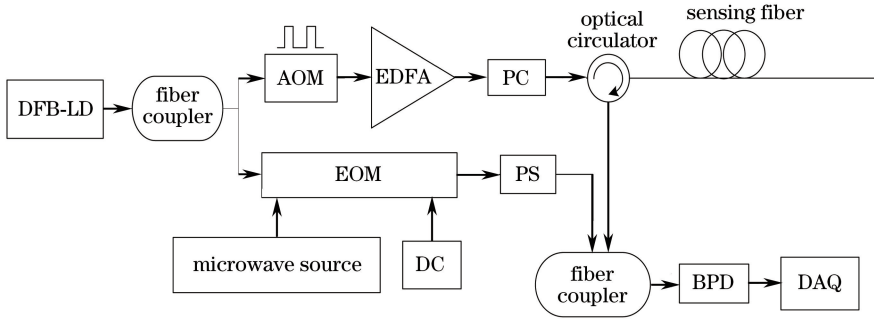 optical
circulator
sensing fiber
AOM
EDFA
PC
DFB-LD
fiber
coupler
EOM
PS
microwave source
DC
fiber
coupler
BPD
DAQ